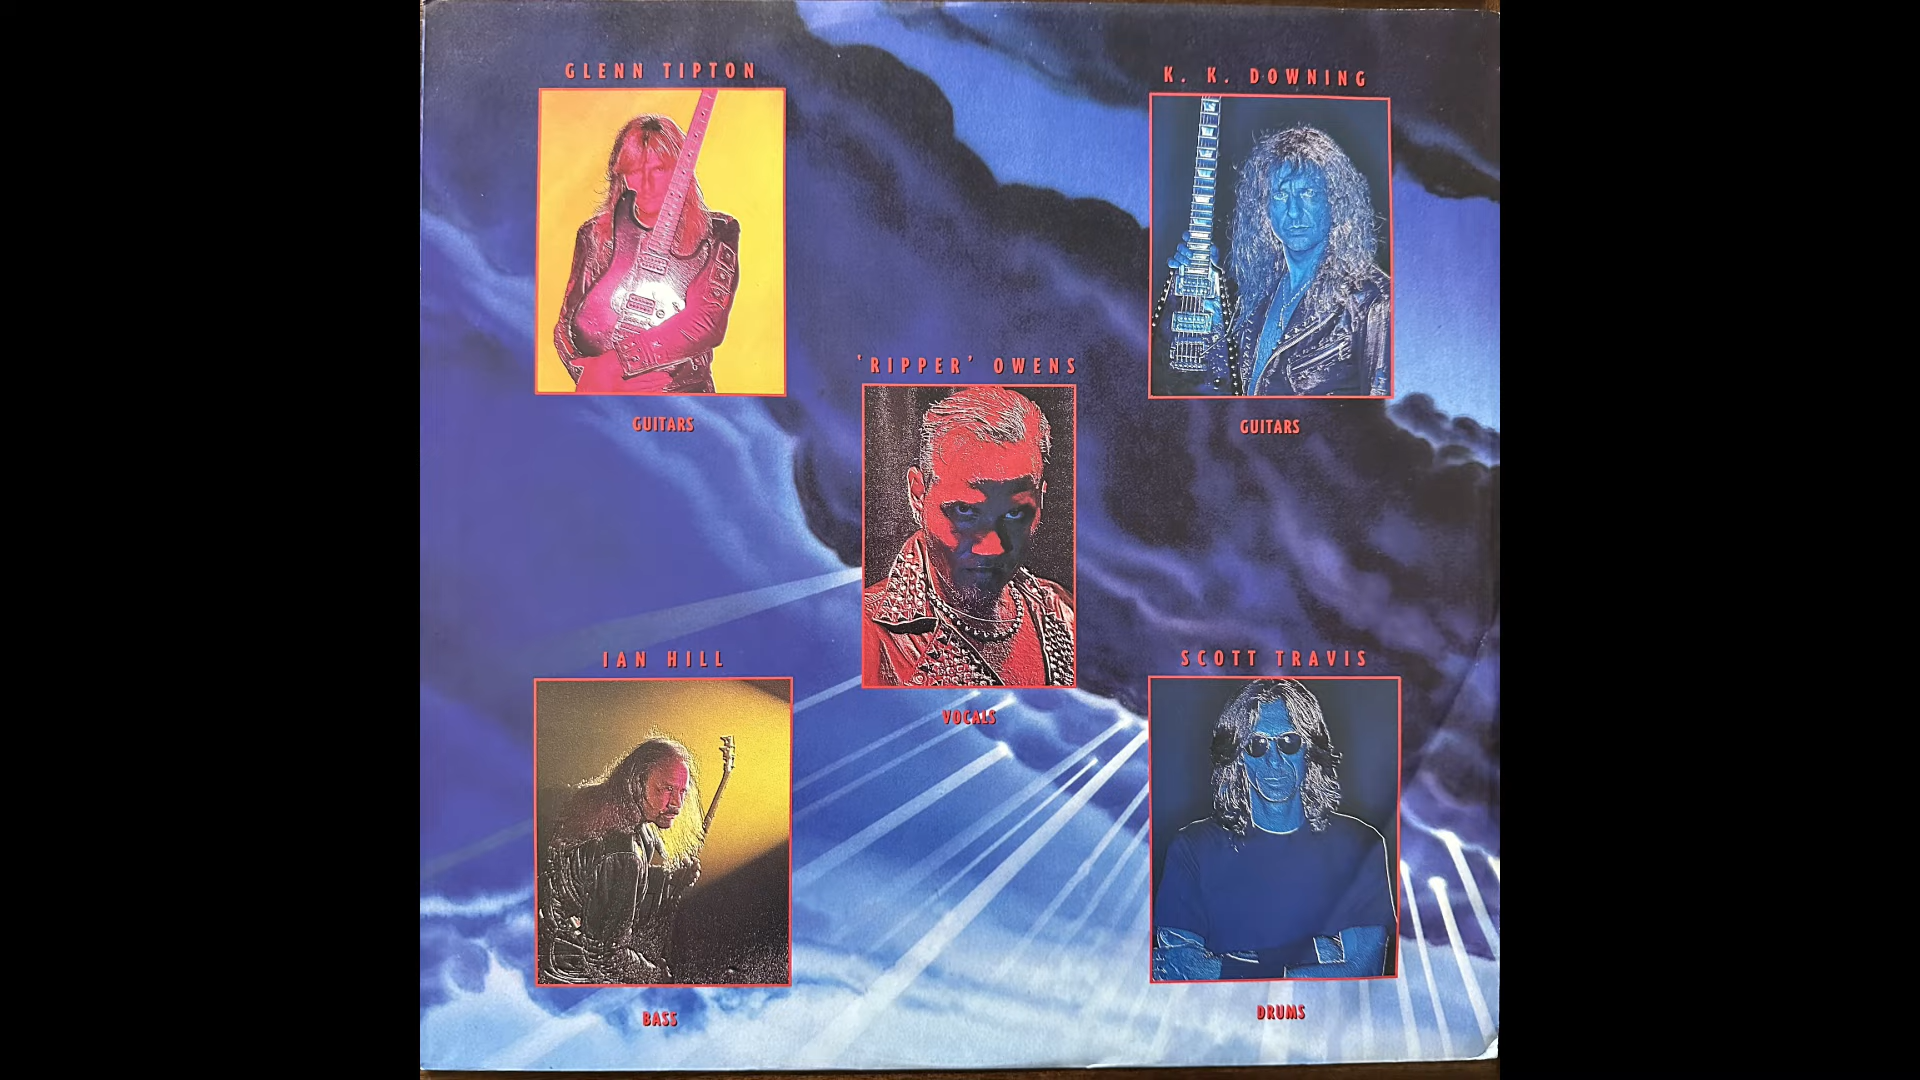 GLENN TIPTON
K. K. DOWNING
GUITARS
GUITARS
'RIPPER' OWENS
VOCALS
IAN HILL
SCOTT TRAVIS
BASS
DRUMS